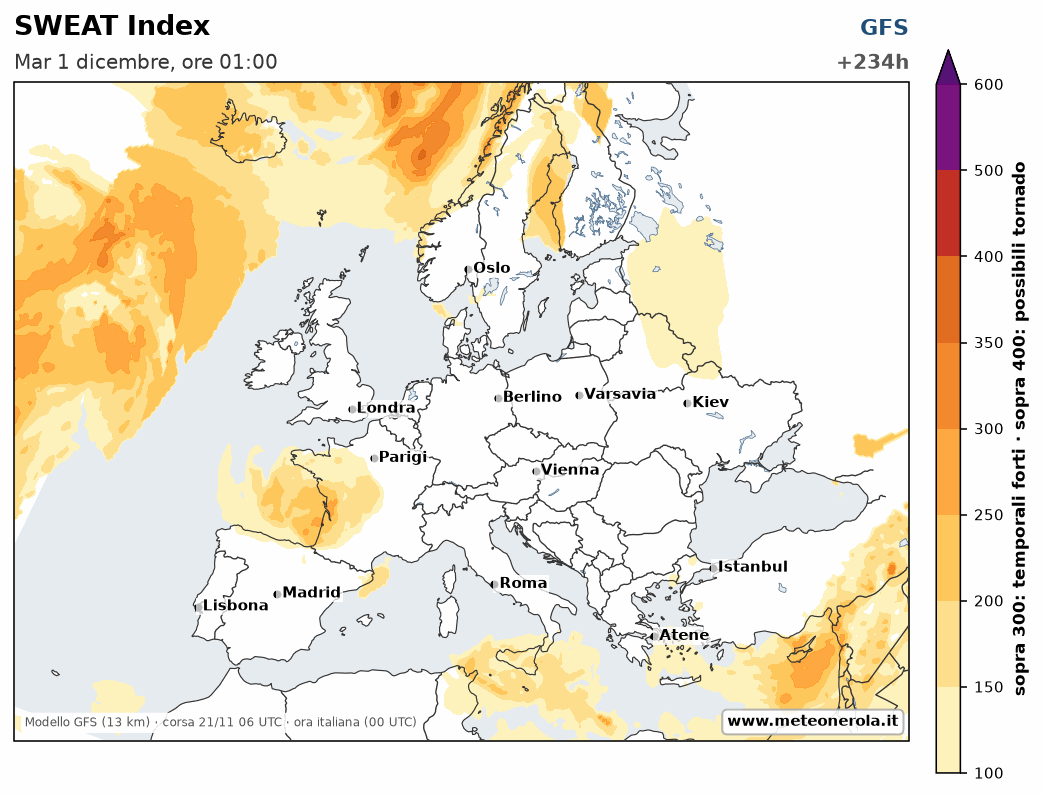 SWEAT Index
GFS
Mar 1 dicembre, ore 01:00
+234h
600
500
400
350
300
250
200
150
100
sopra 300: temporali forti · sopra 400: possibili tornado
Oslo
Londra
Berlino
Varsavia
Kiev
Parigi
Vienna
Istanbul
Roma
Madrid
Lisbona
Atene
Modello GFS (13 km) · corsa 21/11 06 UTC · ora italiana (00 UTC)
www.meteonerola.it